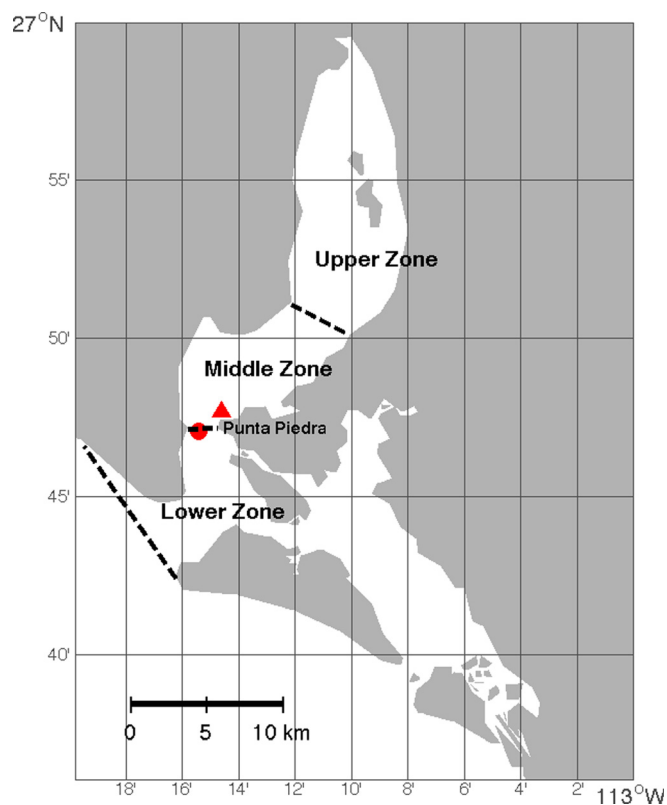 27°N
55'
Upper Zone
50'
Middle Zone
Punta Piedra
45'
Lower Zone
40'
0 5 10 km
18' 16' 14' 12' 10' 8' 6' 4' 2' 113°W